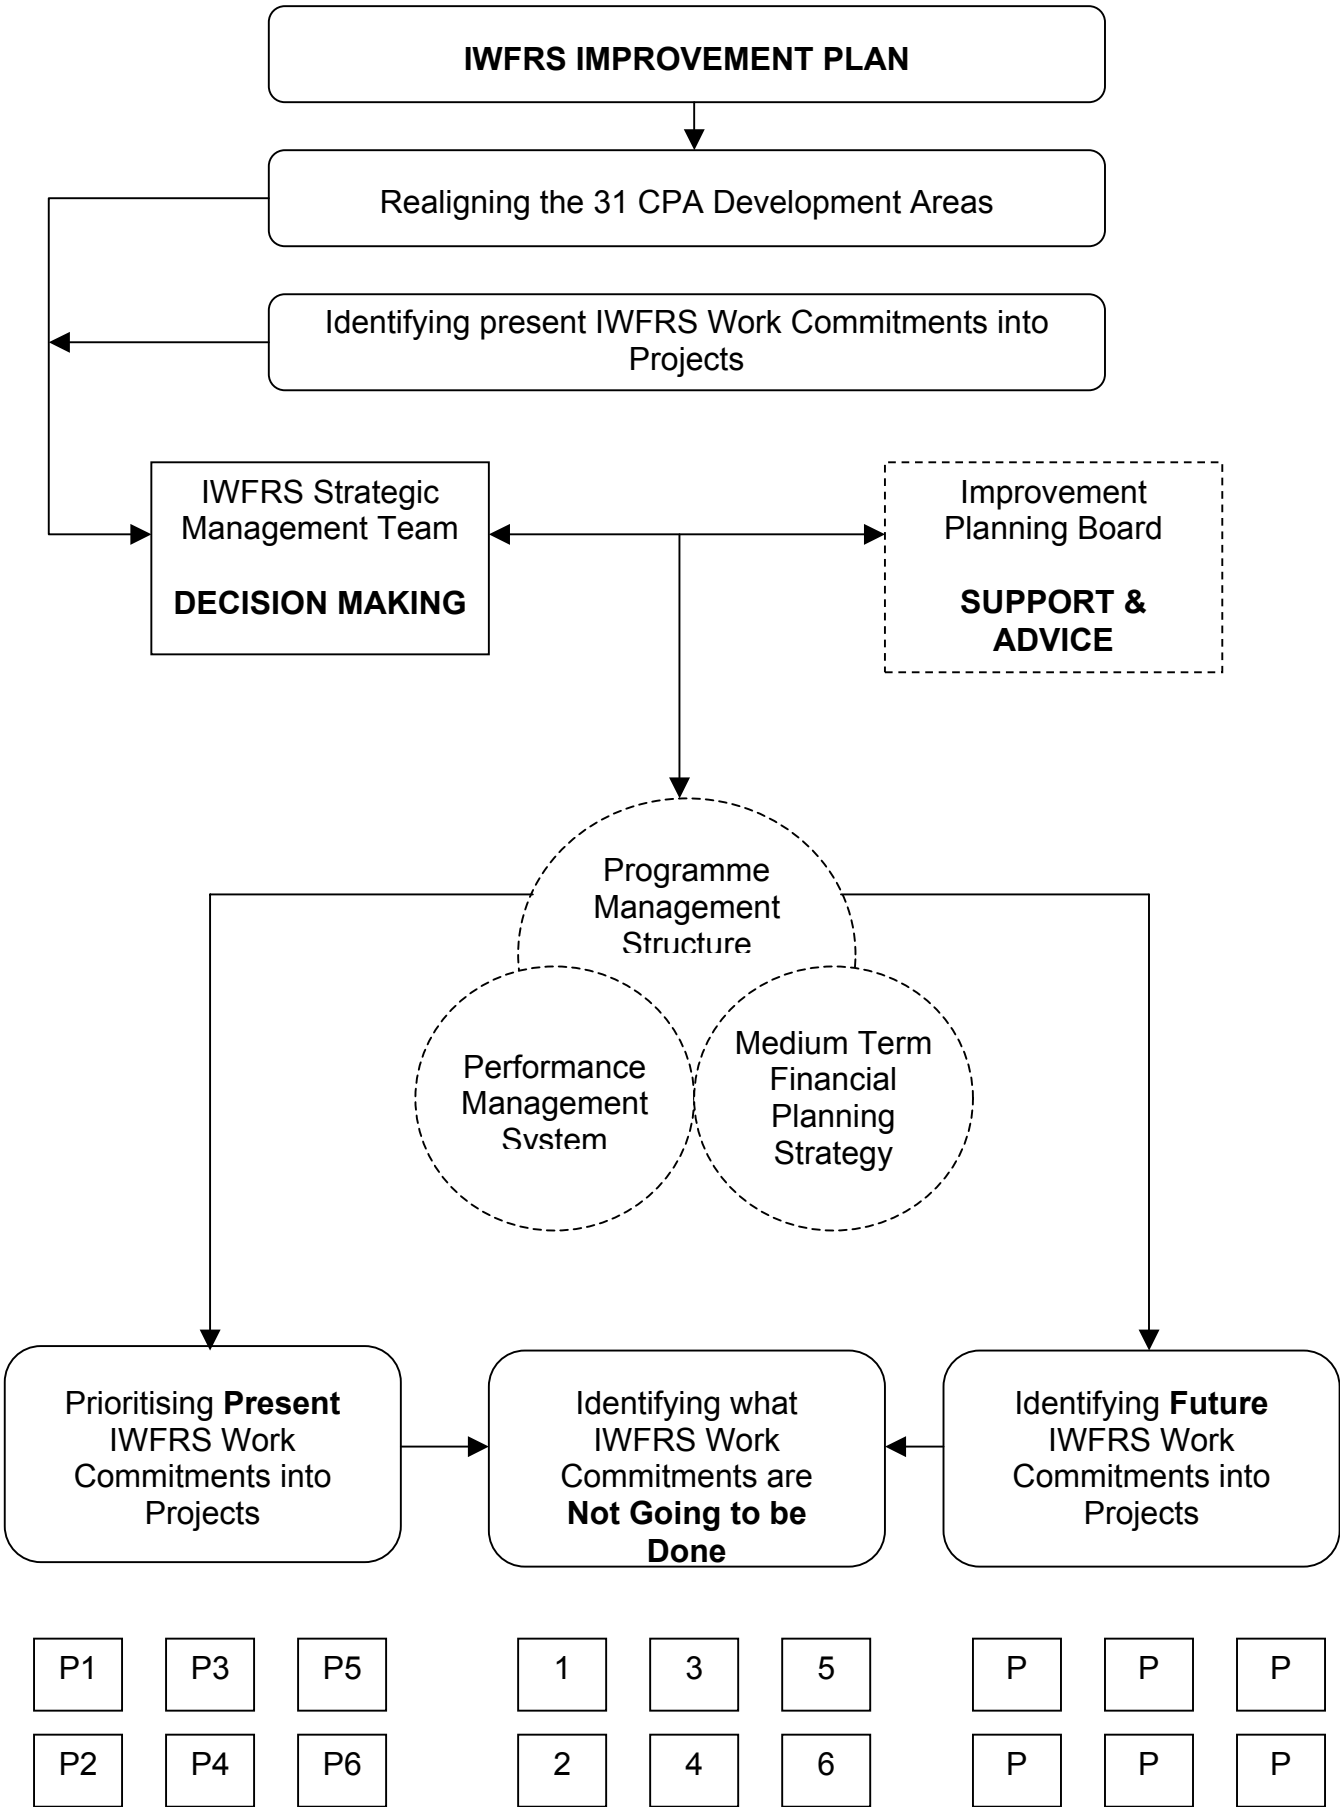 IWFRS IMPROVEMENT PLAN
Realigning the 31 CPA Development Areas
Identifying present IWFRS Work Commitments into
Projects
IWFRS Strategic
Management Team
DECISION MAKING
Improvement
Planning Board
SUPPORT &
ADVICE
Programme
Management
Structure
Performance
Management
System
Medium Term
Financial
Planning
Strategy
Prioritising Present
IWFRS Work
Commitments into
Projects
Identifying what
IWFRS Work
Commitments are
Not Going to be
Done
Identifying Future
IWFRS Work
Commitments into
Projects
P1 P3 P5 1 3 5 P P P
P2 P4 P6 2 4 6 P P P